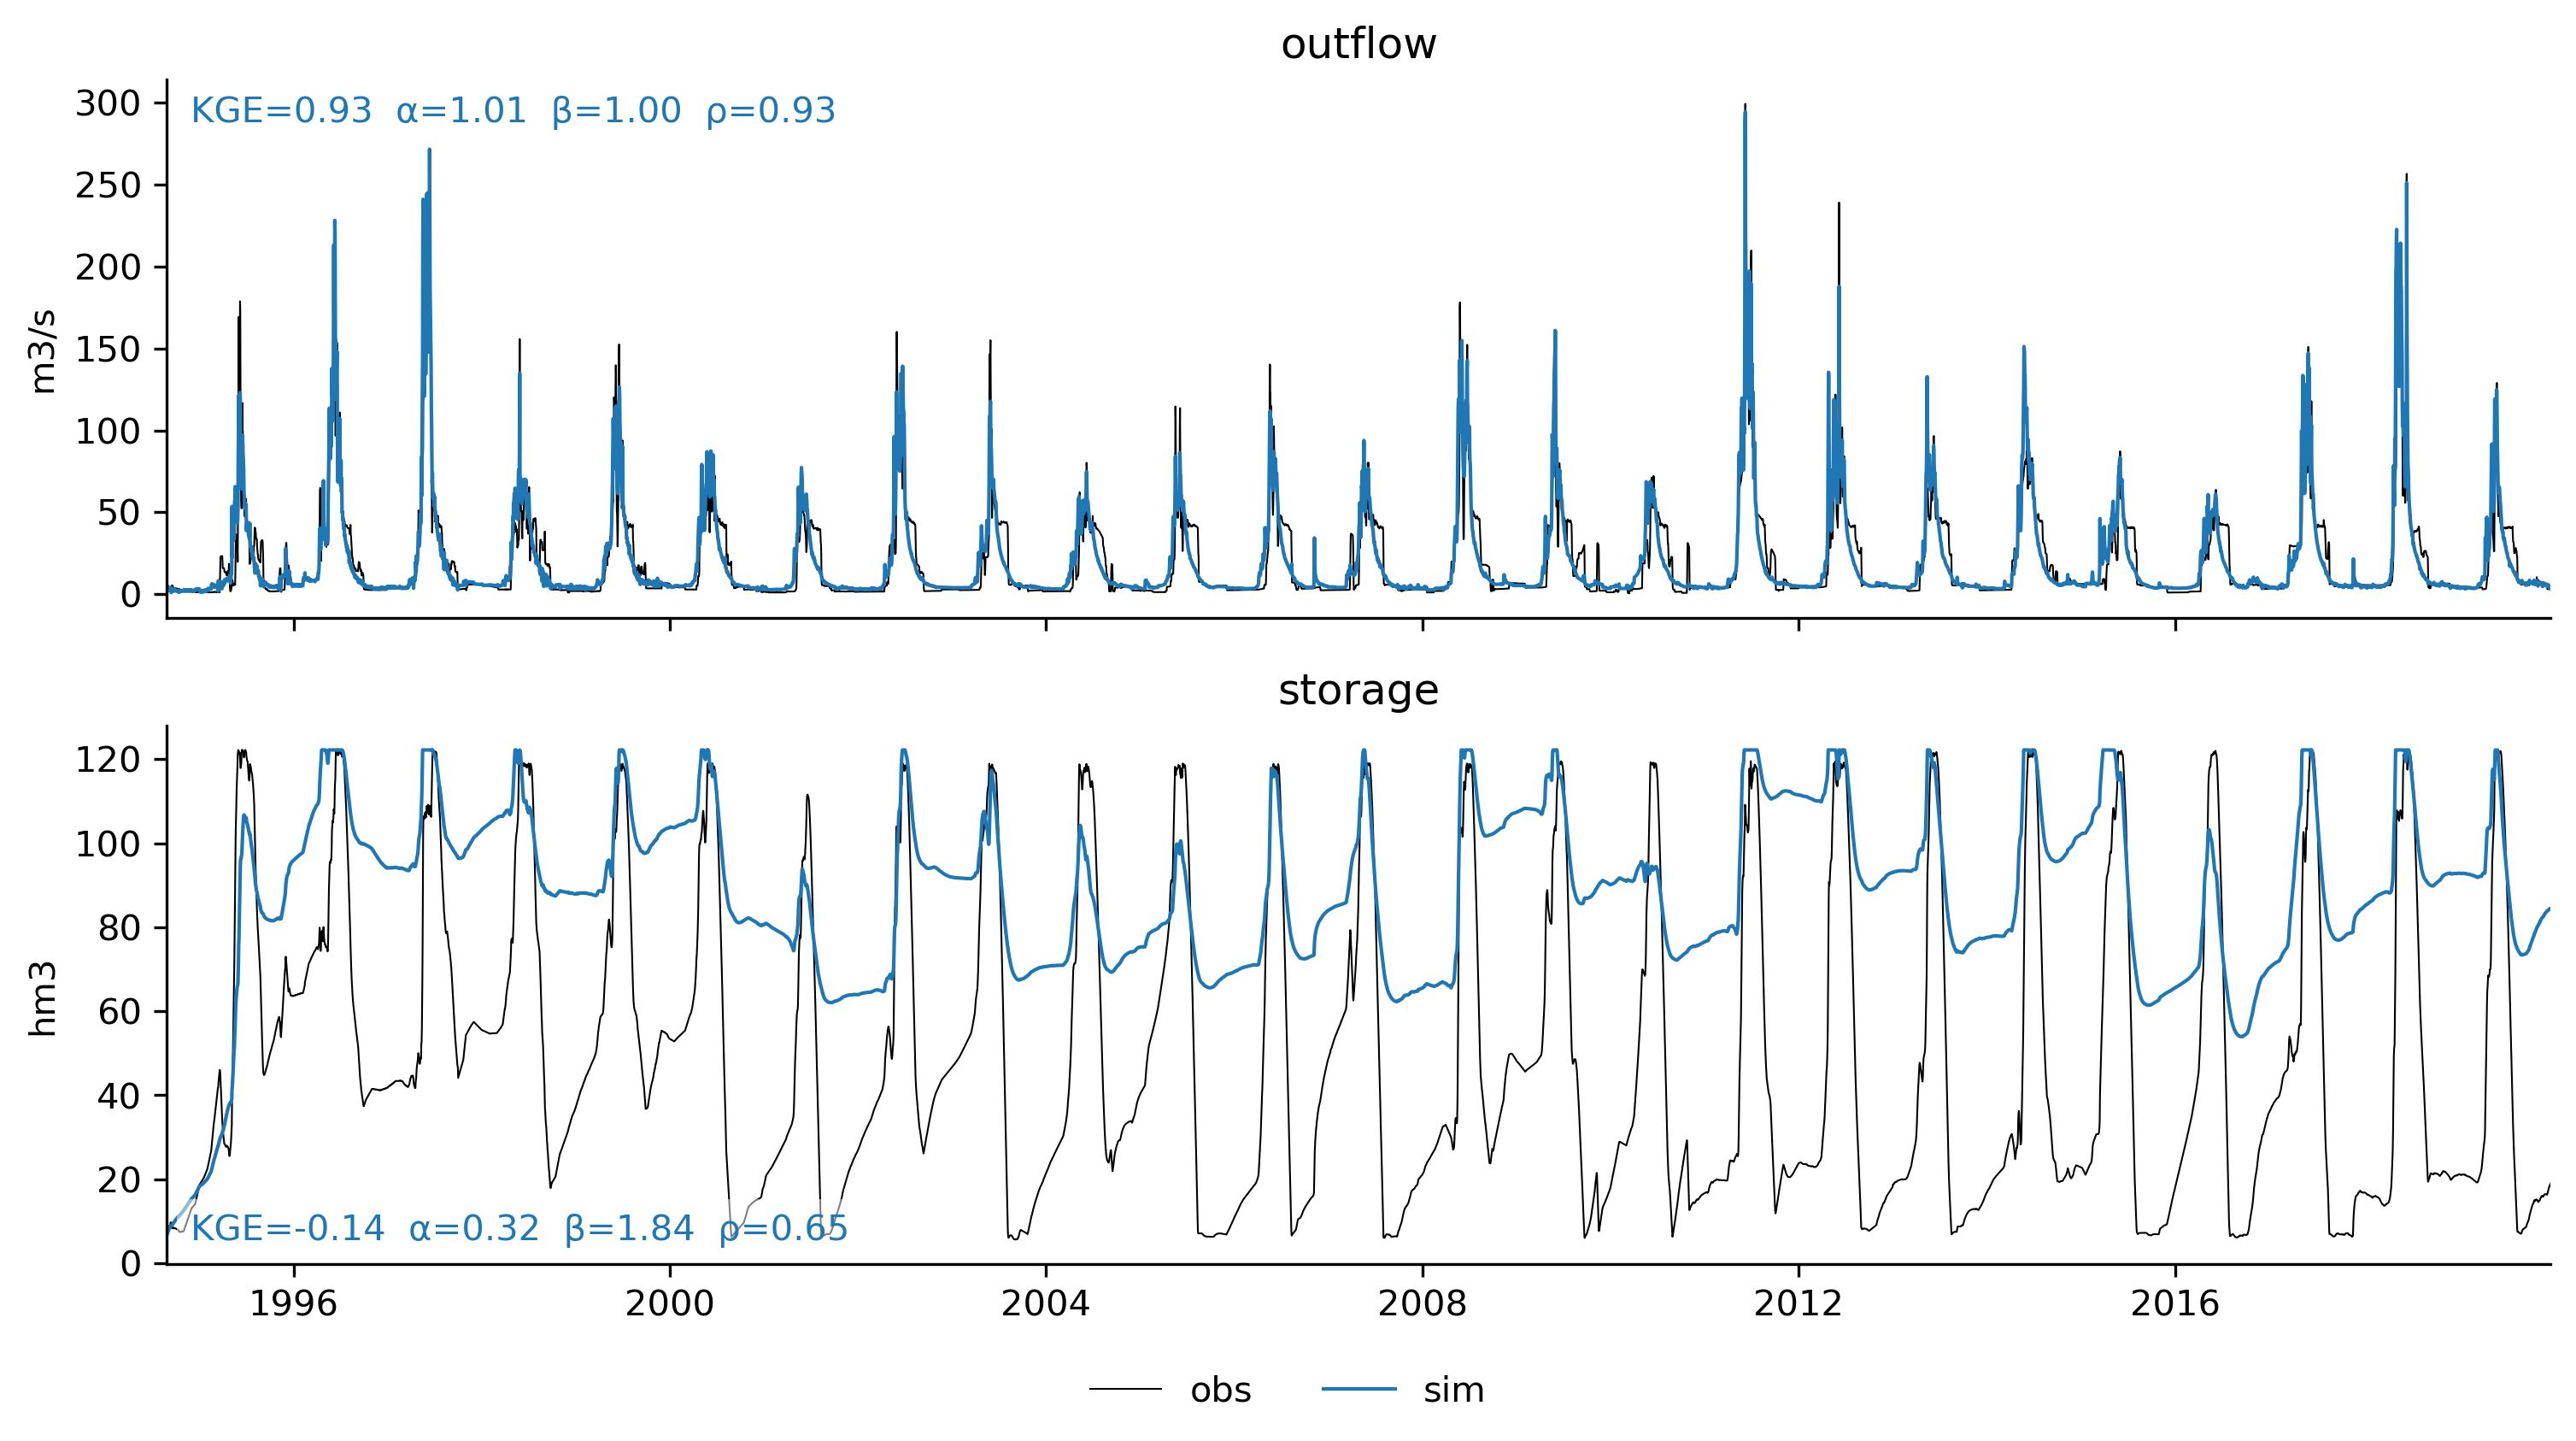 outflow
KGE=0.93 α=1.01 β=1.00 ρ=0.93
300
250
200
150
100
50
0
m3/s
storage
120
100
80
60
40
20
0
hm3
KGE=-0.14 α=0.32 β=1.84 ρ=0.65
1996 2000 2004 2008 2012 2016
obs sim